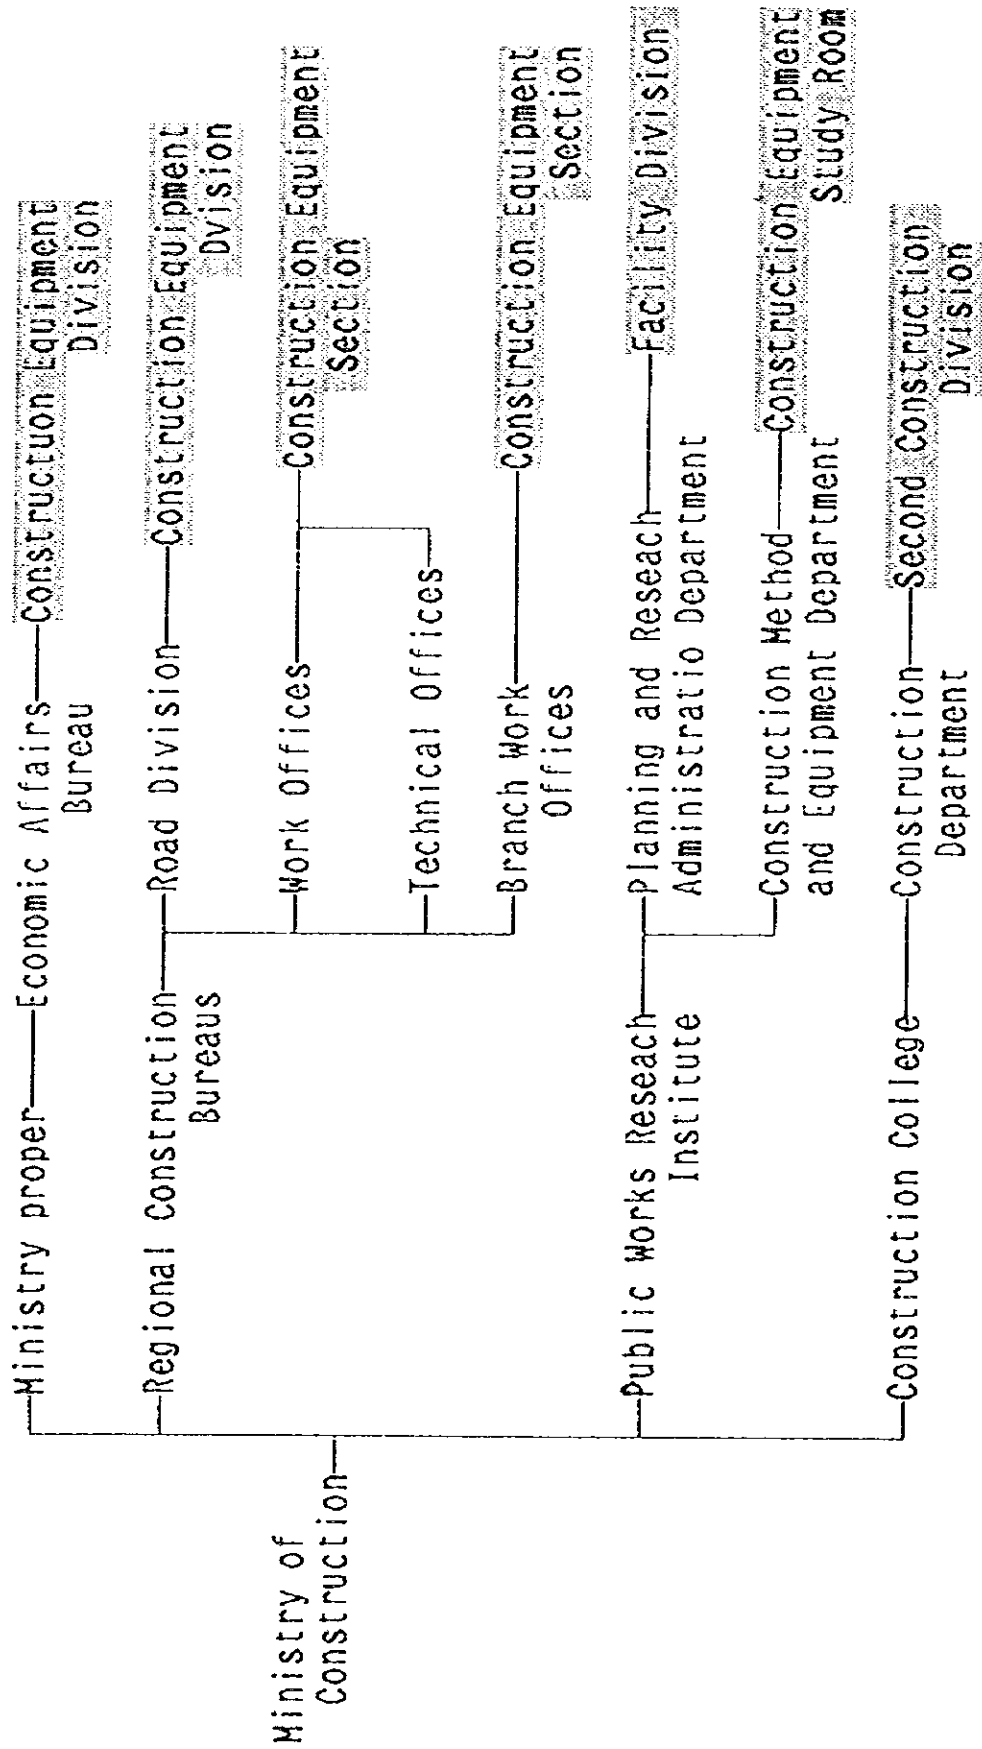 Ministry of
Construction
Ministry proper
Economic Affairs
Bureau
Constructuon Equipment
Division
Regional Construction
Bureaus
Road Division
Construction Equipment
Dvision
Work Offices
Construction Equipment
Section
Technical Offices
Branch Work
Offices
Construction Equipment
Section
Public Works Reseach
Institute
Planning and Reseach
Administratio Department
Facility Division
Construction Method
and Equipment Department
Construction Equipment
Study Room
Construction College
Construction
Department
Second Construction
Division